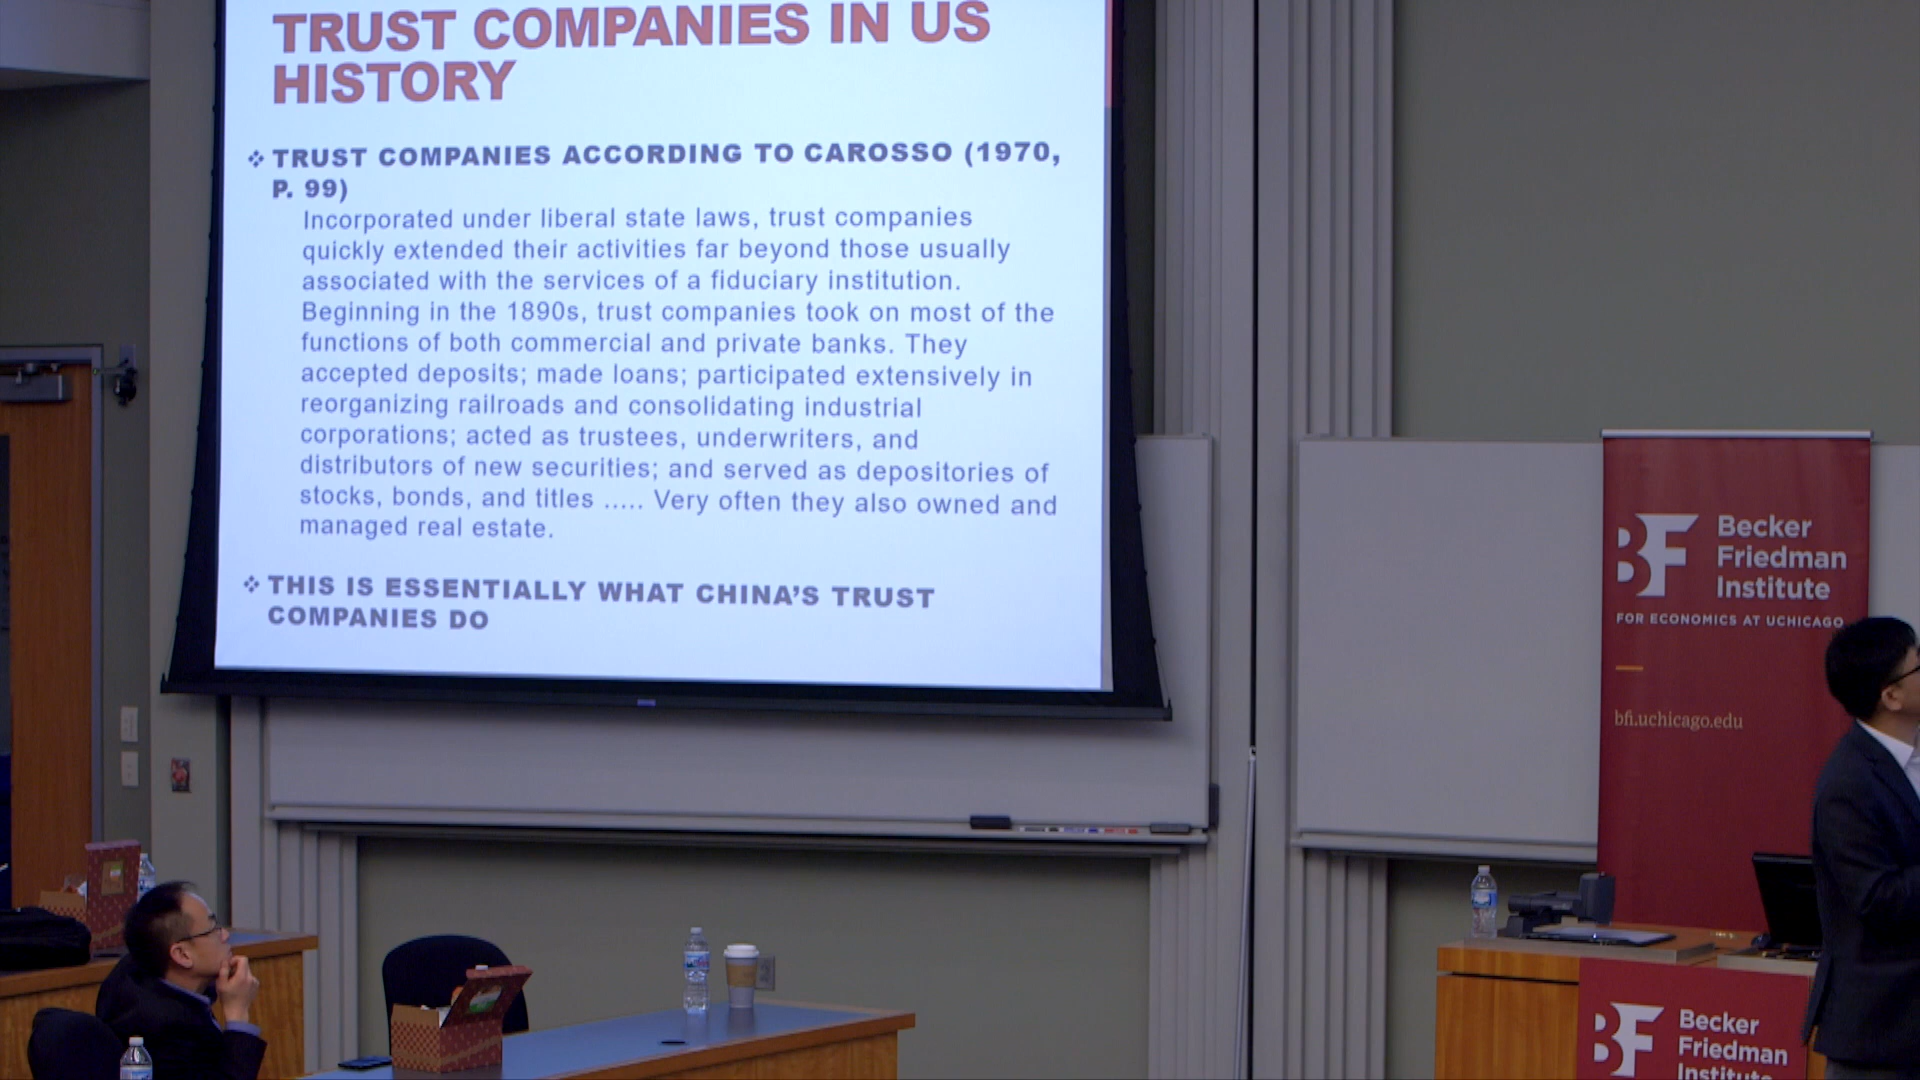 TRUST COMPANIES IN US
HISTORY
❖ TRUST COMPANIES ACCORDING TO CAROSSO (1970,
P. 99)
Incorporated under liberal state laws, trust companies
quickly extended their activities far beyond those usually
associated with the services of a fiduciary institution.
Beginning in the 1890s, trust companies took on most of the
functions of both commercial and private banks. They
accepted deposits; made loans; participated extensively in
reorganizing railroads and consolidating industrial
corporations; acted as trustees, underwriters, and
distributors of new securities; and served as depositories of
stocks, bonds, and titles ..... Very often they also owned and
managed real estate.
❖ THIS IS ESSENTIALLY WHAT CHINA'S TRUST
COMPANIES DO
BF
Becker
Friedman
Institute
FOR ECONOMICS AT UCHICAGO
bfi.uchicago.edu
BF
Becker
Friedman
Institute